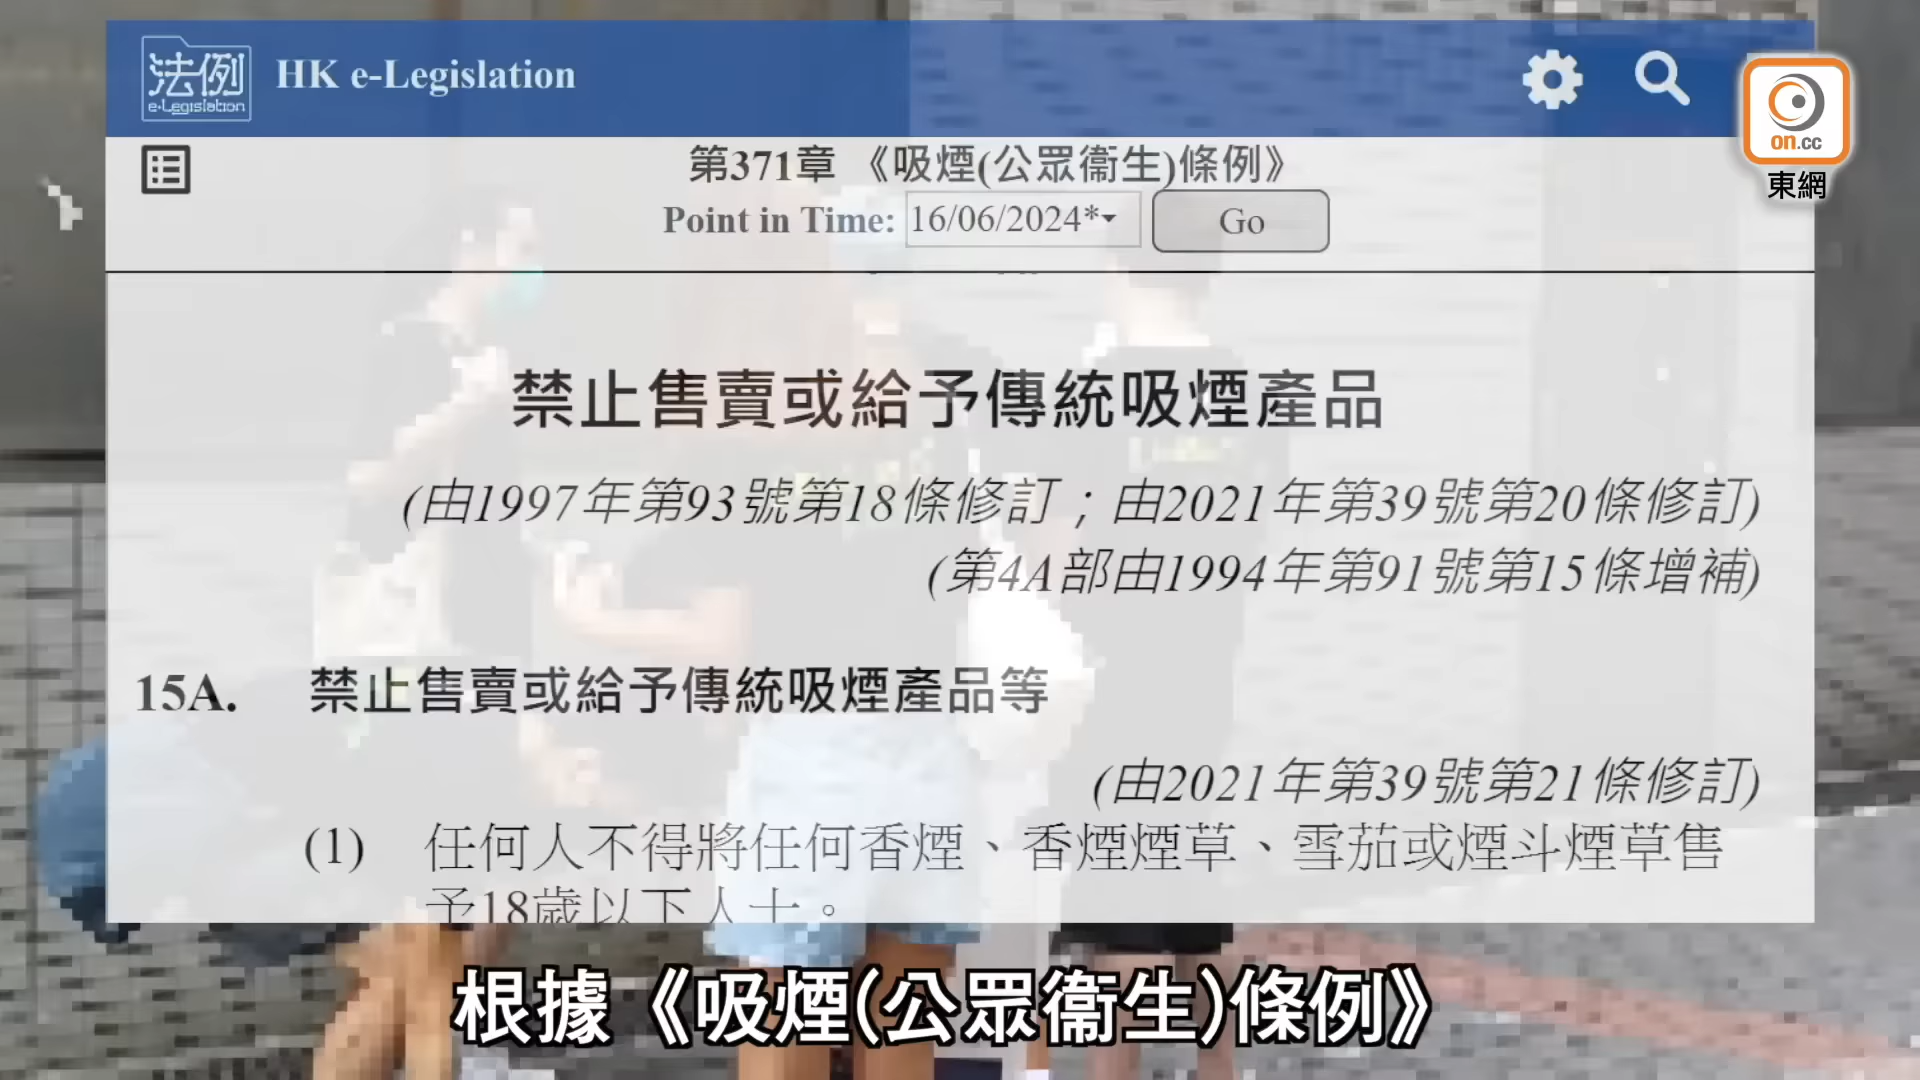 法例
e-Legislation
HK e-Legislation
on.cc
東網
第371章 《吸煙(公眾衞生)條例》
Point in Time: 16/06/2024* Go
禁止售賣或給予傳統吸煙產品
(由1997年第93號第18條修訂；由2021年第39號第20條修訂)
(第4A部由1994年第91號第15條增補)
15A. 禁止售賣或給予傳統吸煙產品等
(由2021年第39號第21條修訂)
(1) 任何人不得將任何香煙、香煙煙草、雪茄或煙斗煙草售
予18歲以下人士。
根據《吸煙(公眾衞生)條例》